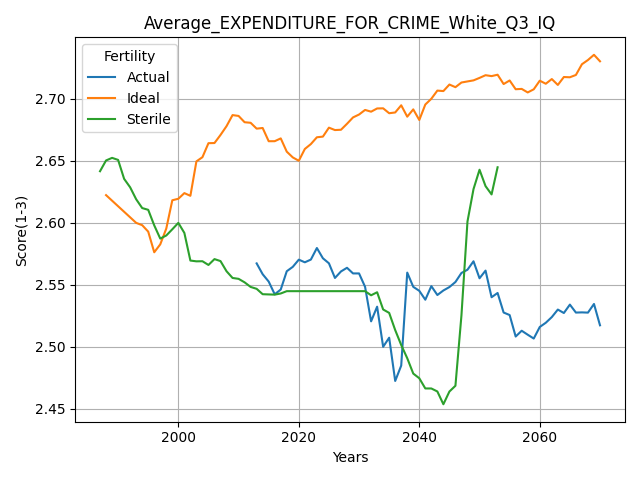 Average_EXPENDITURE_FOR_CRIME_White_Q3_IQ
Fertility
Actual
Ideal
Sterile
Score(1-3)
2.70
2.65
2.60
2.55
2.50
2.45
2000 2020 2040 2060
Years